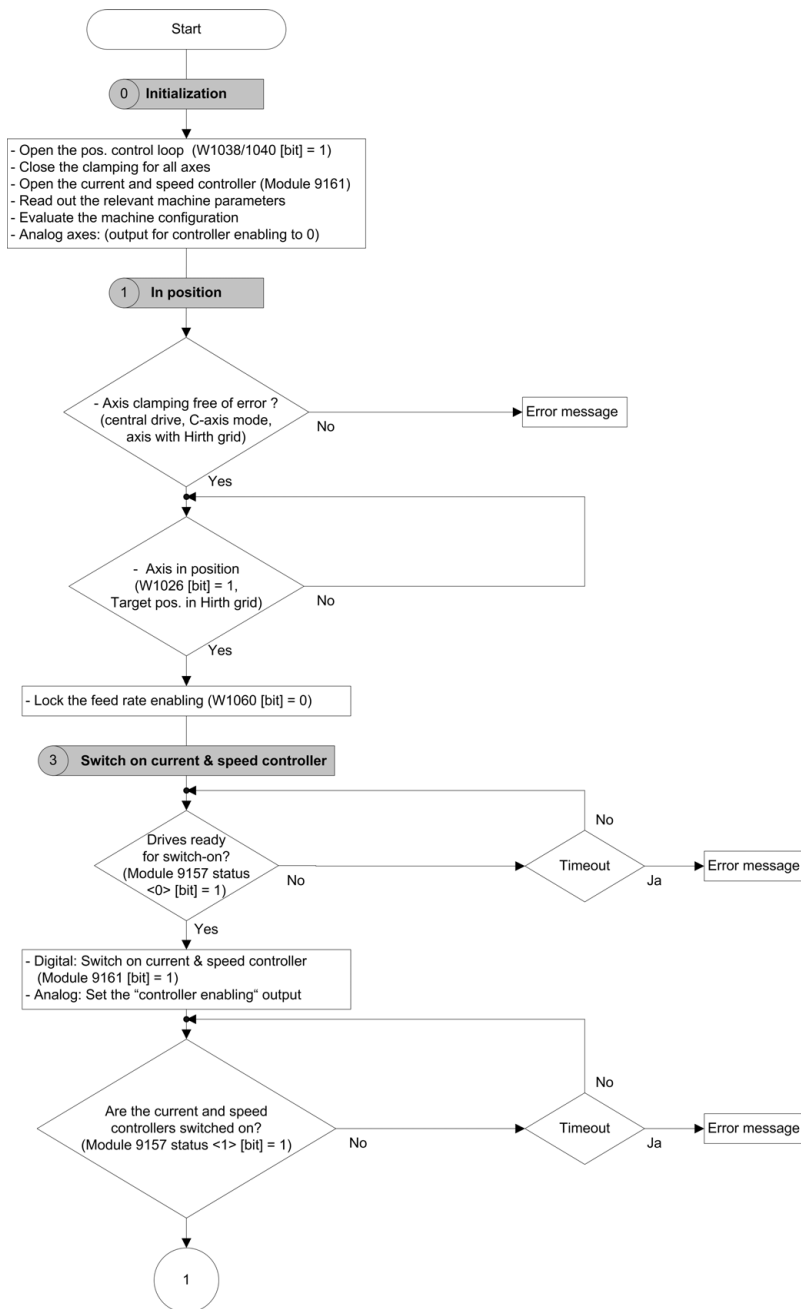 Start
0 Initialization
- Open the pos. control loop (W1038/1040 [bit] = 1)
- Close the clamping for all axes
- Open the current and speed controller (Module 9161)
- Read out the relevant machine parameters
- Evaluate the machine configuration
- Analog axes: (output for controller enabling to 0)
1 In position
- Axis clamping free of error ?
(central drive, C-axis mode,
axis with Hirth grid)
No
Error message
Yes
- Axis in position
(W1026 [bit] = 1,
Target pos. in Hirth grid)
No
Yes
- Lock the feed rate enabling (W1060 [bit] = 0)
3 Switch on current & speed controller
Drives ready
for switch-on?
(Module 9157 status
<0> [bit] = 1)
No
Timeout
No
Ja
Error message
Yes
- Digital: Switch on current & speed controller
(Module 9161 [bit] = 1)
- Analog: Set the “controller enabling“ output
Are the current and speed
controllers switched on?
(Module 9157 status <1> [bit] = 1)
No
Timeout
No
Ja
Error message
1